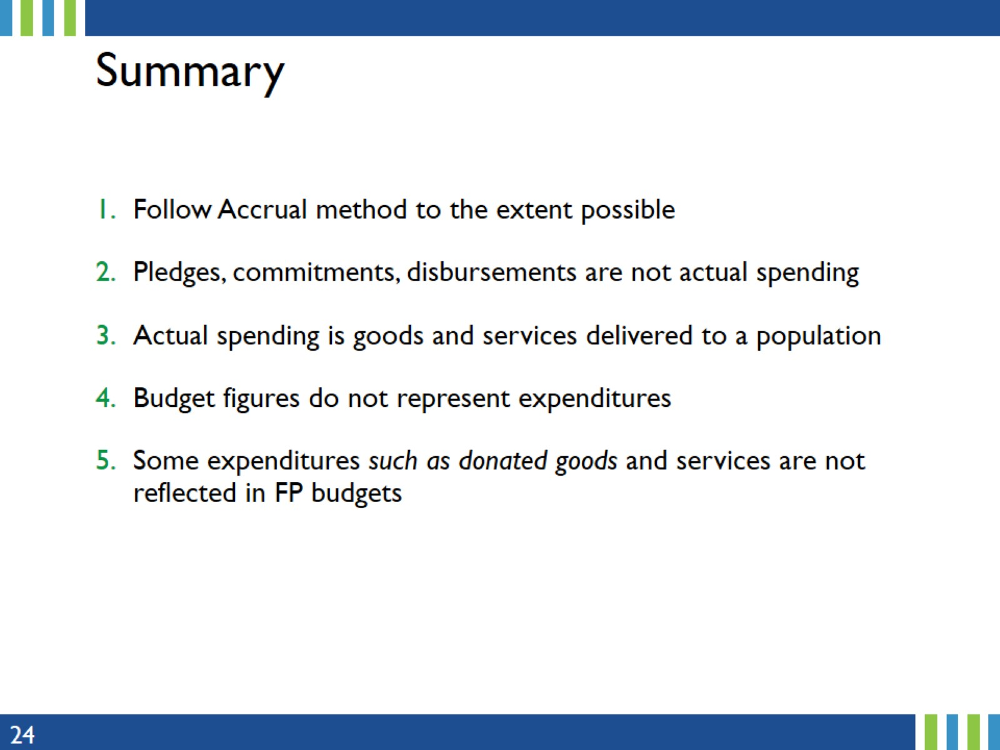 Summary
1. Follow Accrual method to the extent possible
2. Pledges, commitments, disbursements are not actual spending
3. Actual spending is goods and services delivered to a population
4. Budget figures do not represent expenditures
5. Some expenditures such as donated goods and services are not
reflected in FP budgets
24